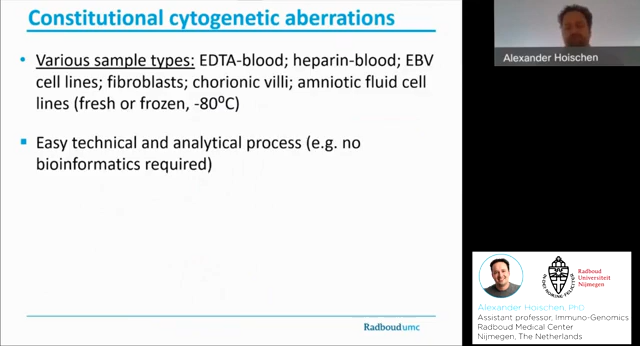 Constitutional cytogenetic aberrations
• Various sample types: EDTA-blood; heparin-blood; EBV
cell lines; fibroblasts; chorionic villi; amniotic fluid cell
lines (fresh or frozen, -80⁰C)
▪ Easy technical and analytical process (e.g. no
bioinformatics required)
Radboudumc
Alexander Hoischen
Radboud
Universiteit
Nijmegen
Alexander Hoischen, PhD
Assistant professor, Immuno-Genomics
Radboud Medical Center
Nijmegen, The Netherlands